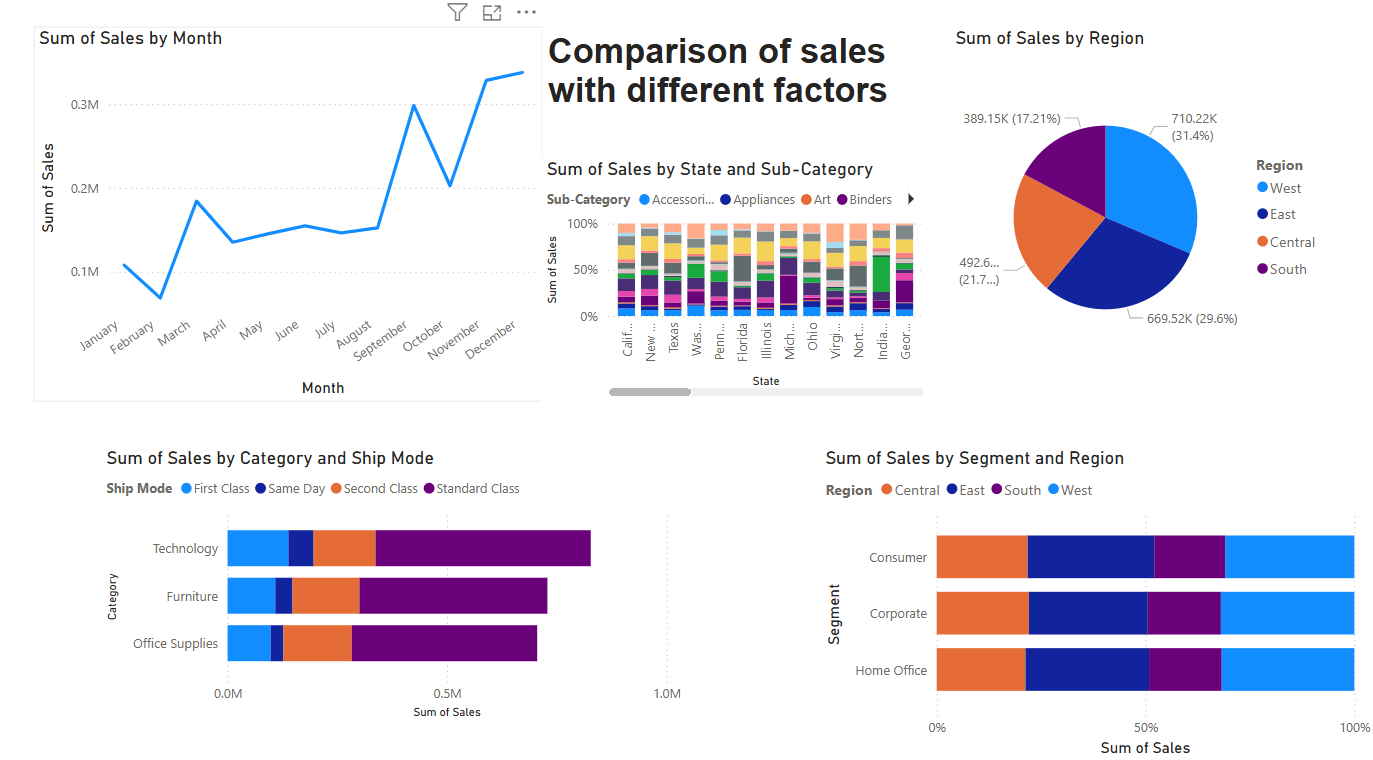 Sum of Sales by Month
0.3M
0.2M
0.1M
Sum of Sales
January
February
March
April
May
June
July
August
September
October
November
December
Month
Comparison of sales
with different factors
Sum of Sales by State and Sub-Category
Sub-Category Accessori... Appliances Art Binders
100%
50%
0%
Sum of Sales
Calif...
New ...
Texas
Was...
Penn...
Florida
Illinois
Mich...
Ohio
Virgi...
Nort...
India...
Geor...
State
Sum of Sales by Region
389.15K (17.21%)
710.22K
(31.4%)
492.6...
(21.7...)
669.52K (29.6%)
Region
West
East
Central
South
Sum of Sales by Category and Ship Mode
Ship Mode First Class Same Day Second Class Standard Class
Category
Technology
Furniture
Office Supplies
0.0M 0.5M 1.0M
Sum of Sales
Sum of Sales by Segment and Region
Region Central East South West
Segment
Consumer
Corporate
Home Office
0% 50% 100%
Sum of Sales